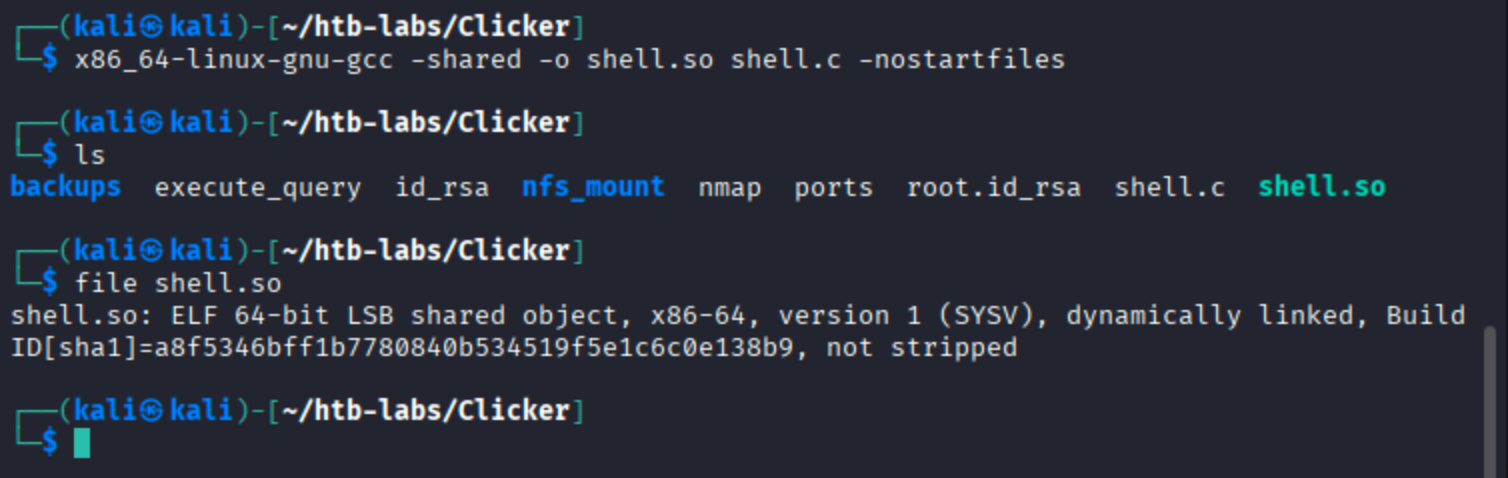 ┌──(kali㉿kali)-[~/htb-labs/Clicker]
└─$ x86_64-linux-gnu-gcc -shared -o shell.so shell.c -nostartfiles
┌──(kali㉿kali)-[~/htb-labs/Clicker]
└─$ ls
backups execute_query id_rsa nfs_mount nmap ports root.id_rsa shell.c shell.so
┌──(kali㉿kali)-[~/htb-labs/Clicker]
└─$ file shell.so
shell.so: ELF 64-bit LSB shared object, x86-64, version 1 (SYSV), dynamically linked, Build
ID[sha1]=a8f5346bff1b7780840b534519f5e1c6c0e138b9, not stripped
┌──(kali㉿kali)-[~/htb-labs/Clicker]
└─$